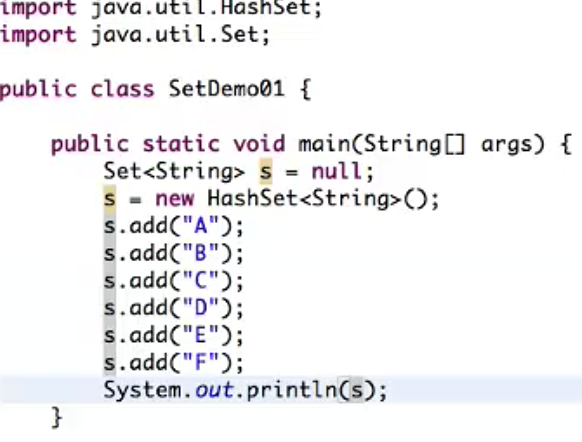 import java.util.HashSet;
import java.util.Set;
public class SetDemo01 {
public static void main(String[] args) {
Set<String> s = null;
s = new HashSet<String>();
s.add("A");
s.add("B");
s.add("C");
s.add("D");
s.add("E");
s.add("F");
System.out.println(s);
}